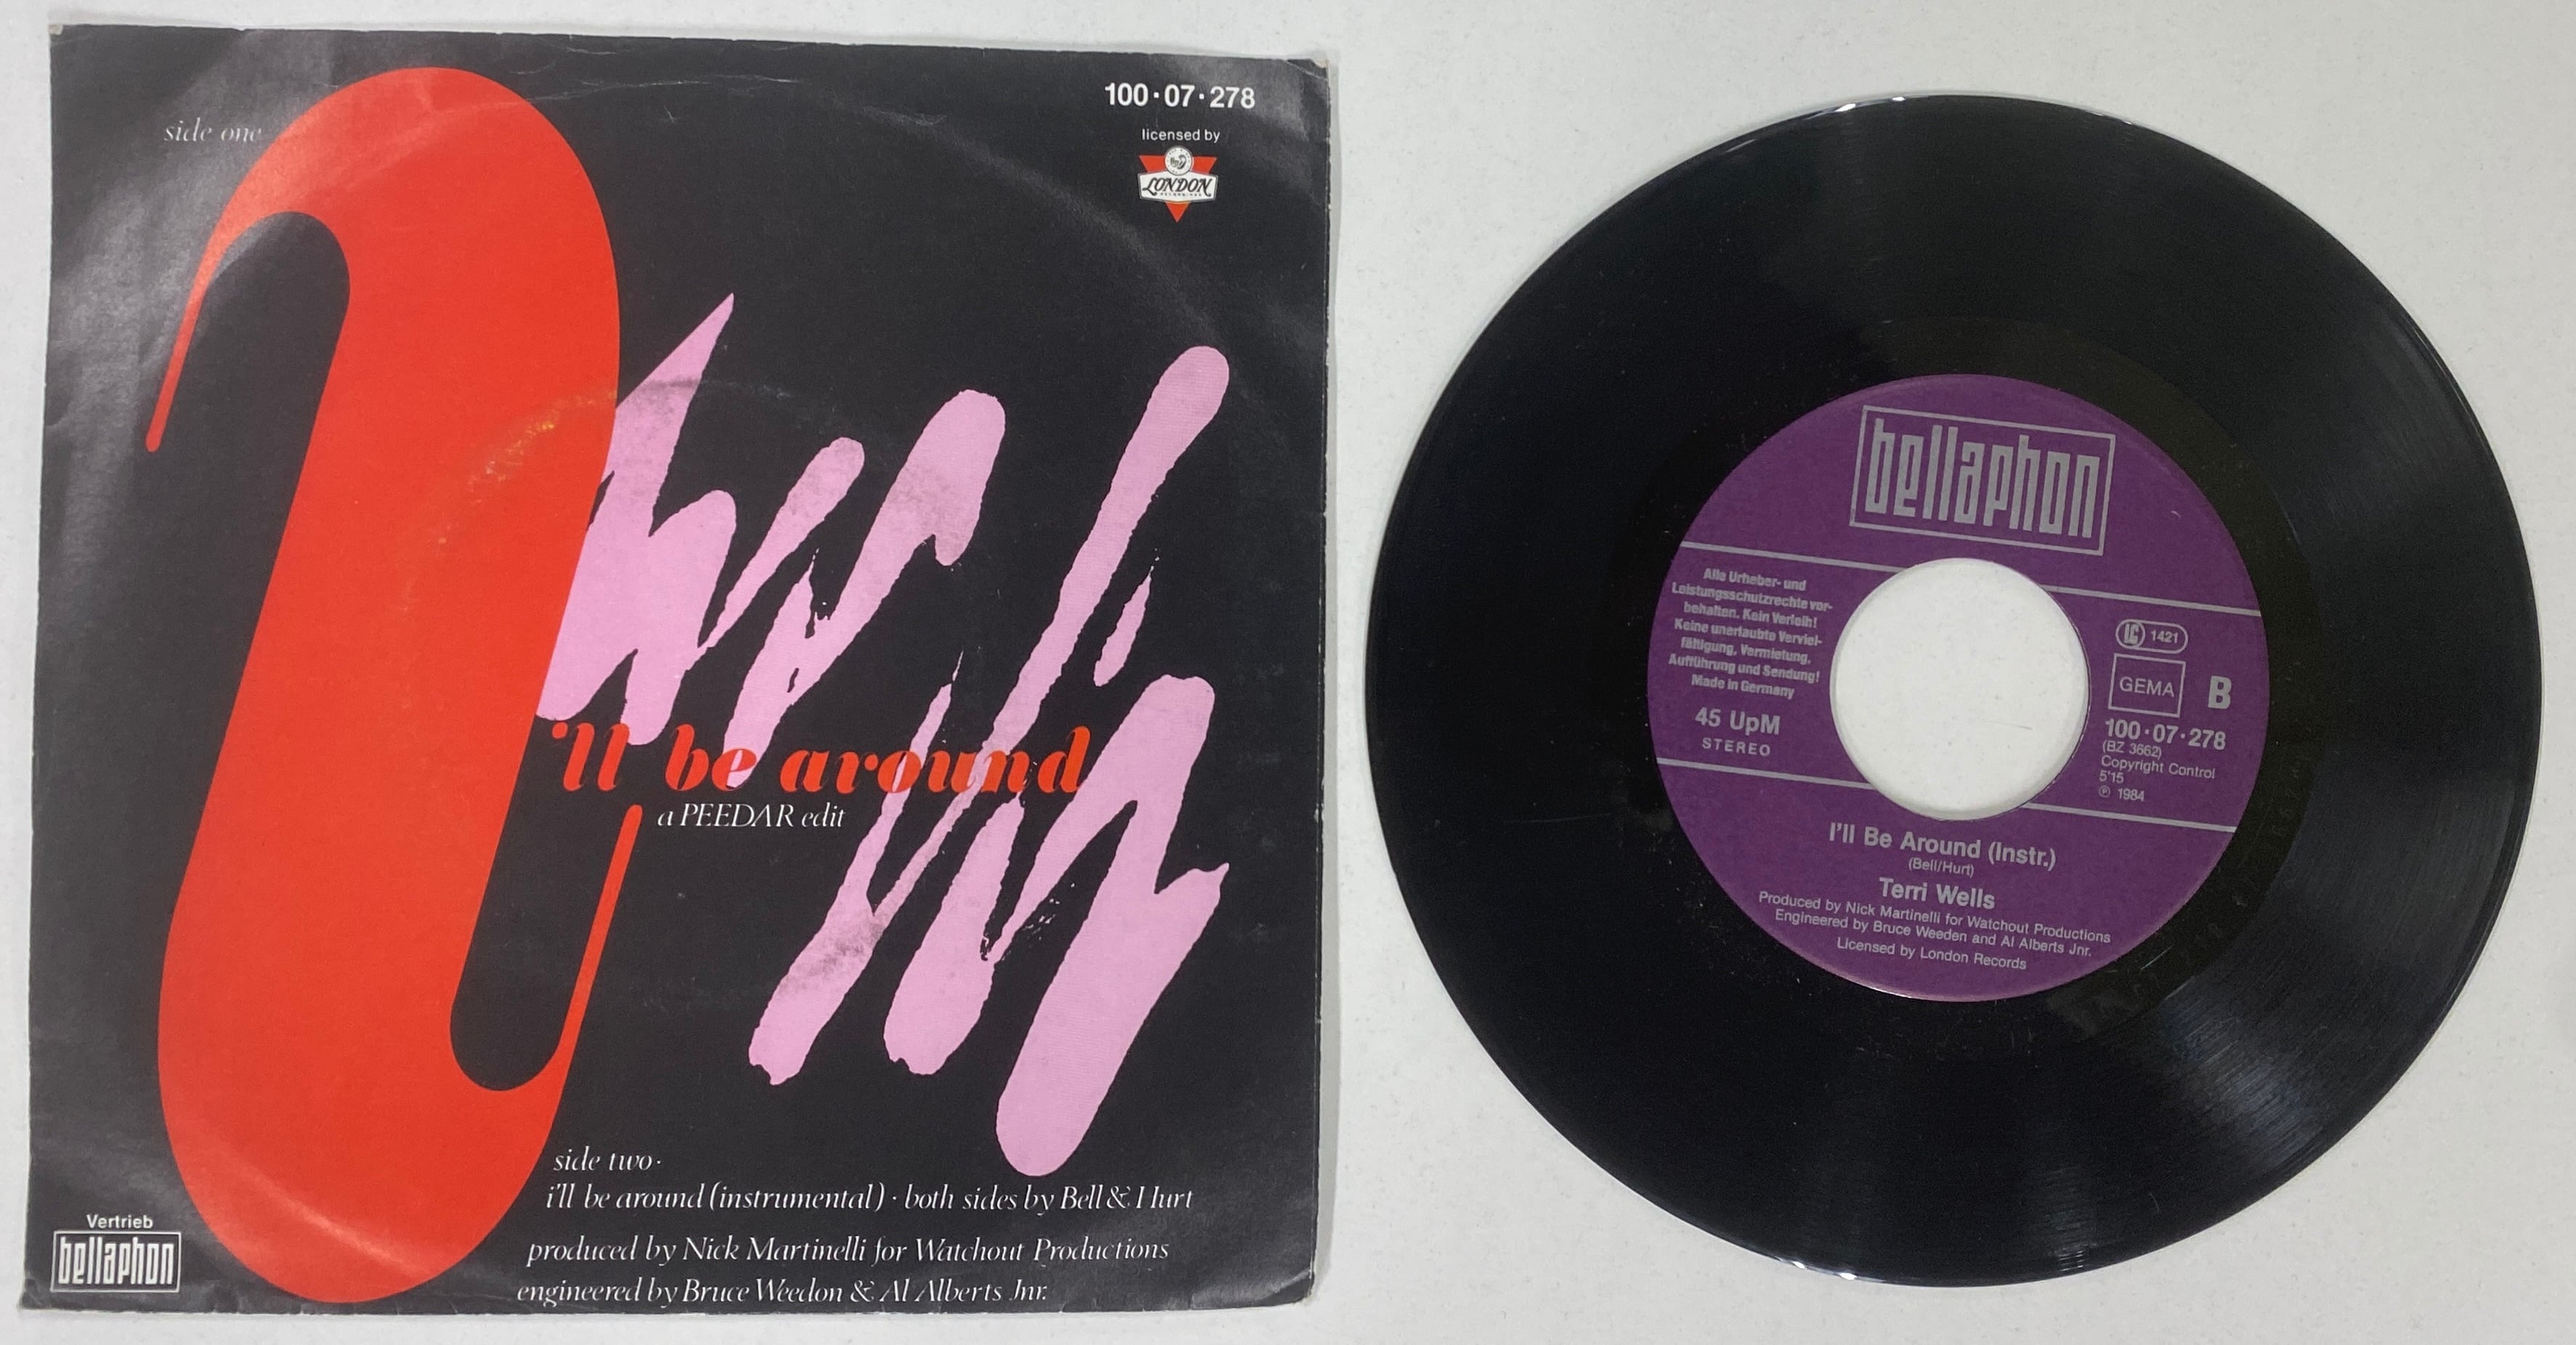 side one
100·07·278
licensed by
LONDON
'll be around
a PEEDAR edit
side two·
i'll be around (instrumental) · both sides by Bell & Hurt
produced by Nick Martinelli for Watchout Productions
engineered by Bruce Weedon & Al Alberts Jnr.
Vertrieb
bellaphon
bellaphon
Alle Urheber- und
Leistungsschutzrechte vor-
behalten. Kein Verleih!
Keine unerlaubte Verviel-
fältigung, Vermietung,
Aufführung und Sendung!
Made in Germany
45 UpM
STEREO
LC 1421
GEMA
B
100·07·278
(BZ 3662)
Copyright Control
5'15
℗ 1984
I'll Be Around (Instr.)
(Bell/Hurt)
Terri Wells
Produced by Nick Martinelli for Watchout Productions
Engineered by Bruce Weeden and Al Alberts Jnr.
Licensed by London Records